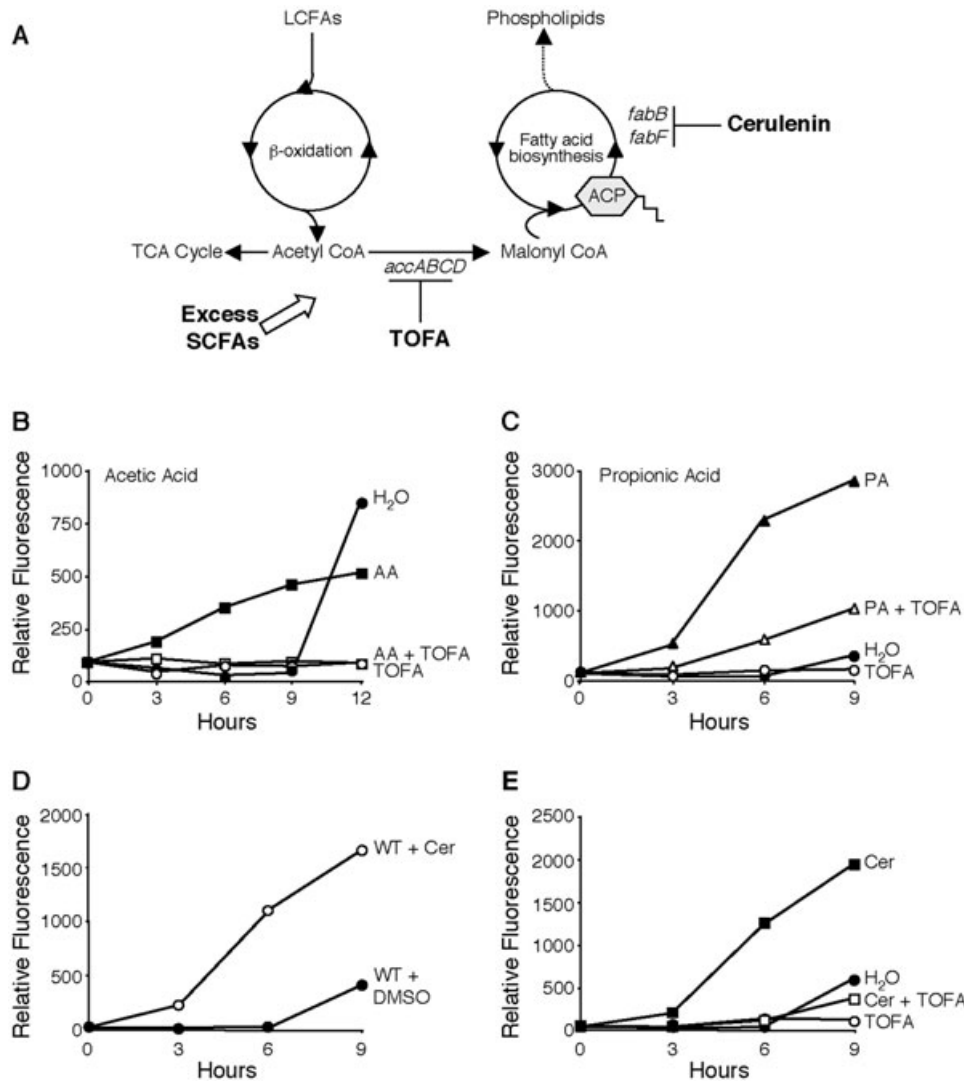 A
LCFAs
Phospholipids
β-oxidation
Fatty acid
biosynthesis
fabB
fabF
Cerulenin
ACP
TCA Cycle
Acetyl CoA
accABCD
Malonyl CoA
Excess
SCFAs
TOFA
B
Acetic Acid
Relative Fluorescence
1000
750
500
250
0
H₂O
AA
AA + TOFA
TOFA
0 3 6 9 12
Hours
C
Propionic Acid
Relative Fluorescence
3000
2000
1000
0
PA
PA + TOFA
H₂O
TOFA
0 3 6 9
Hours
D
Relative Fluorescence
2000
1500
1000
500
0
WT + Cer
WT +
DMSO
0 3 6 9
Hours
E
Relative Fluorescence
2500
2000
1500
1000
500
0
Cer
H₂O
Cer + TOFA
TOFA
0 3 6 9
Hours